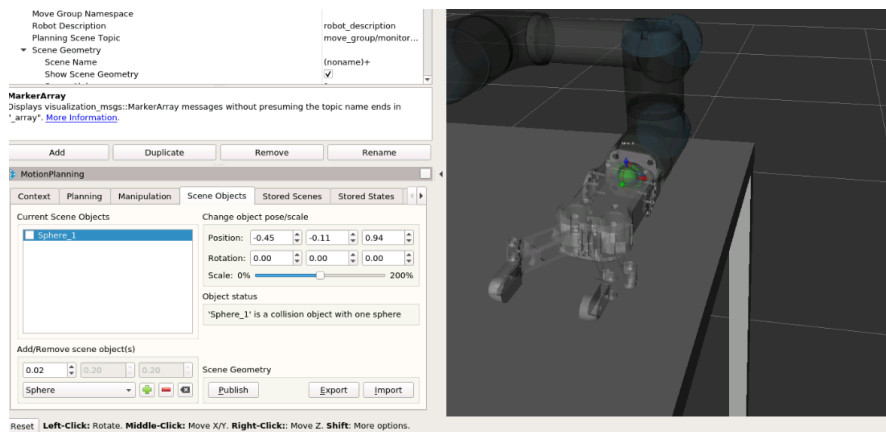 Move Group Namespace
Robot Description robot_description
Planning Scene Topic move_group/monitor...
Scene Geometry
Scene Name (noname)+
Show Scene Geometry
MarkerArray
Displays visualization_msgs::MarkerArray messages without presuming the topic name ends in
"_array". More Information.
Add Duplicate Remove Rename
MotionPlanning
Context Planning Manipulation Scene Objects Stored Scenes Stored States
Current Scene Objects Change object pose/scale
Sphere_1
Position: -0.45 -0.11 0.94
Rotation: 0.00 0.00 0.00
Scale: 0% 200%
Object status
'Sphere_1' is a collision object with one sphere
Add/Remove scene object(s)
0.02 0.20 0.20 Scene Geometry
Sphere Publish Export Import
Reset Left-Click: Rotate. Middle-Click: Move X/Y. Right-Click:: Move Z. Shift: More options.